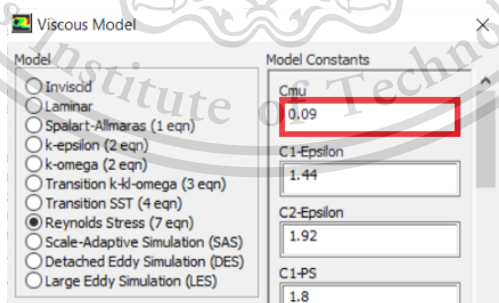 Viscous Model
Model
Inviscid
Laminar
Spalart-Allmaras (1 eqn)
k-epsilon (2 eqn)
k-omega (2 eqn)
Transition k-kl-omega (3 eqn)
Transition SST (4 eqn)
Reynolds Stress (7 eqn)
Scale-Adaptive Simulation (SAS)
Detached Eddy Simulation (DES)
Large Eddy Simulation (LES)
Model Constants
Cmu
0.09
C1-Epsilon
1.44
C2-Epsilon
1.92
C1-PS
1.8
Institute of Techno